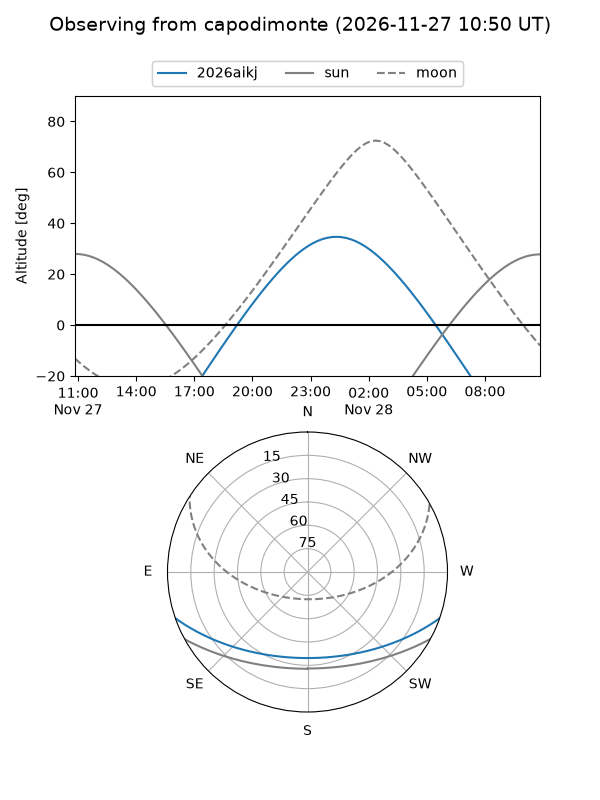 Observing from capodimonte (2026-11-27 10:50 UT)
2026aikj sun moon
Altitude [deg]
80
60
40
20
0
−20
11:00 14:00 17:00 20:00 23:00 02:00 05:00 08:00
Nov 27 Nov 28
N
NE NW
15
30
45
60
75
E W
SE SW
S